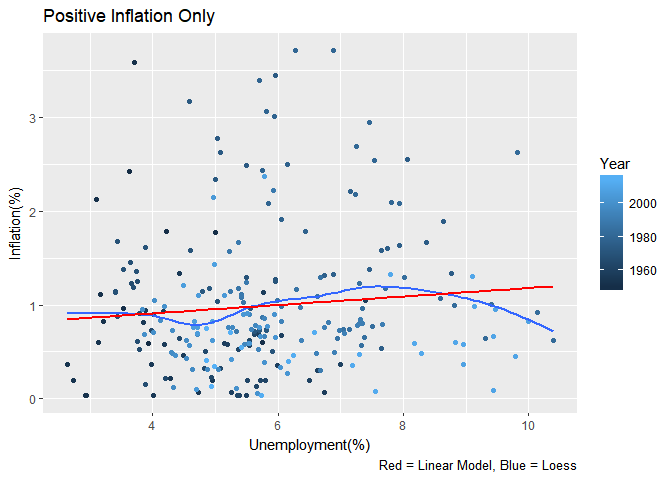 Positive Inflation Only
3
2
1
0
Inflation(%)
4
6
8
10
Unemployment(%)
Year
2000
1980
1960
Red = Linear Model, Blue = Loess